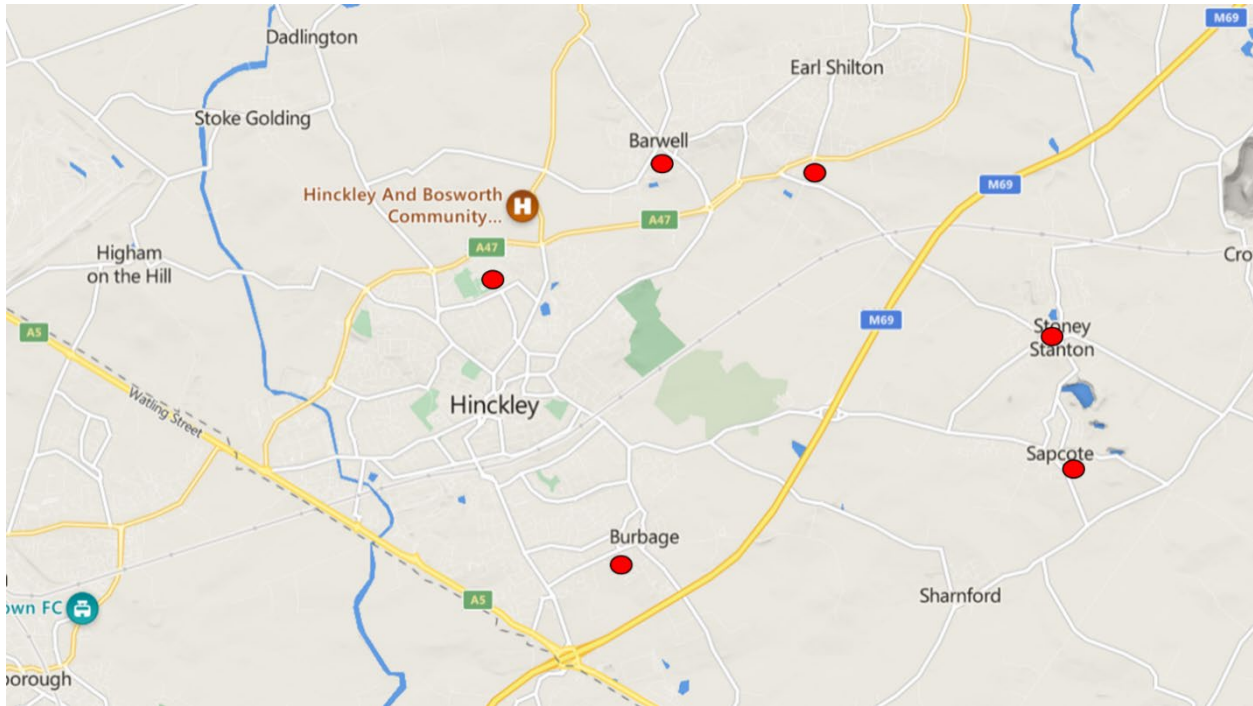 M69
Dadlington
Earl Shilton
Stoke Golding
Barwell
M69
Hinckley And Bosworth
Community...
H
A47
A47
Higham
on the Hill
Cro
M69
A5
Stoney
Stanton
Watling Street
Hinckley
Sapcote
Burbage
Sharnford
A5
own FC
borough